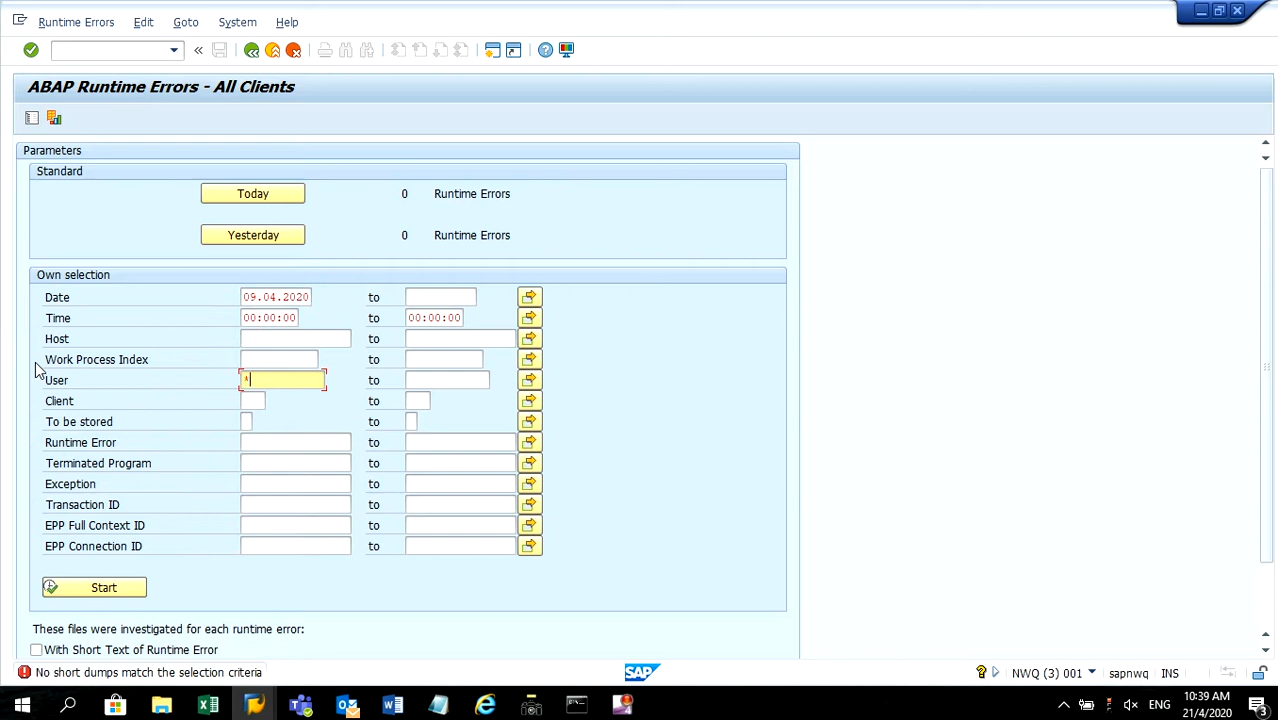 Runtime Errors Edit Goto System Help
ABAP Runtime Errors - All Clients
Parameters
Standard
Today 0 Runtime Errors
Yesterday 0 Runtime Errors
Own selection
Date 09.04.2020 to
Time 00:00:00 to 00:00:00
Host to
Work Process Index to
User * to
Client to
To be stored to
Runtime Error to
Terminated Program to
Exception to
Transaction ID to
EPP Full Context ID to
EPP Connection ID to
Start
These files were investigated for each runtime error:
With Short Text of Runtime Error
No short dumps match the selection criteria SAP NWQ (3) 001 sapnwq INS
ENG 10:39 AM
21/4/2020 3